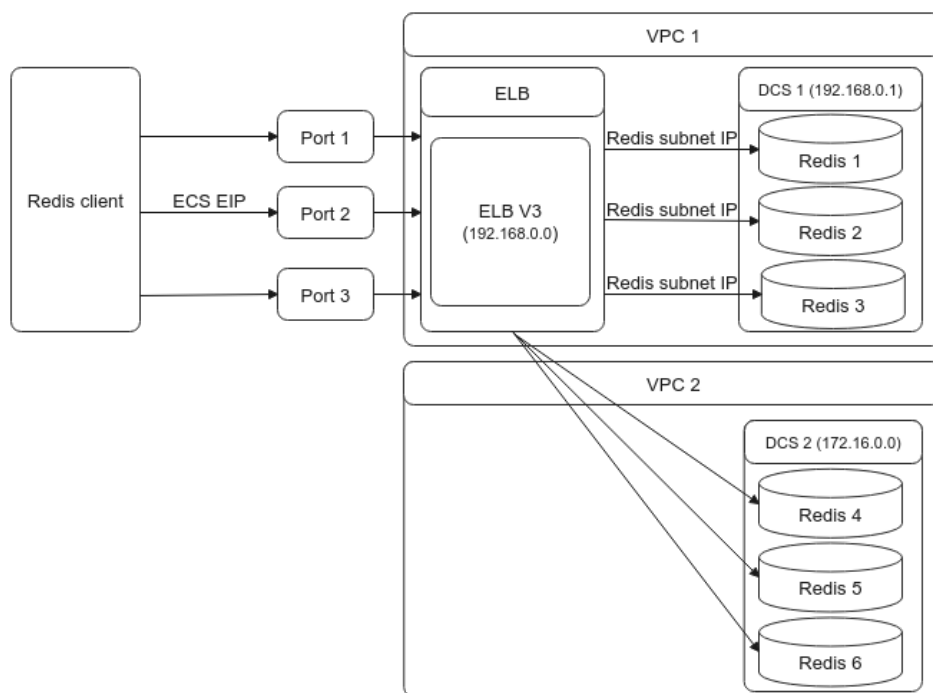 VPC 1
ELB
DCS 1 (192.168.0.1)
Redis client
ECS EIP
Port 1
Port 2
Port 3
ELB V3
(192.168.0.0)
Redis subnet IP
Redis 1
Redis subnet IP
Redis 2
Redis subnet IP
Redis 3
VPC 2
DCS 2 (172.16.0.0)
Redis 4
Redis 5
Redis 6